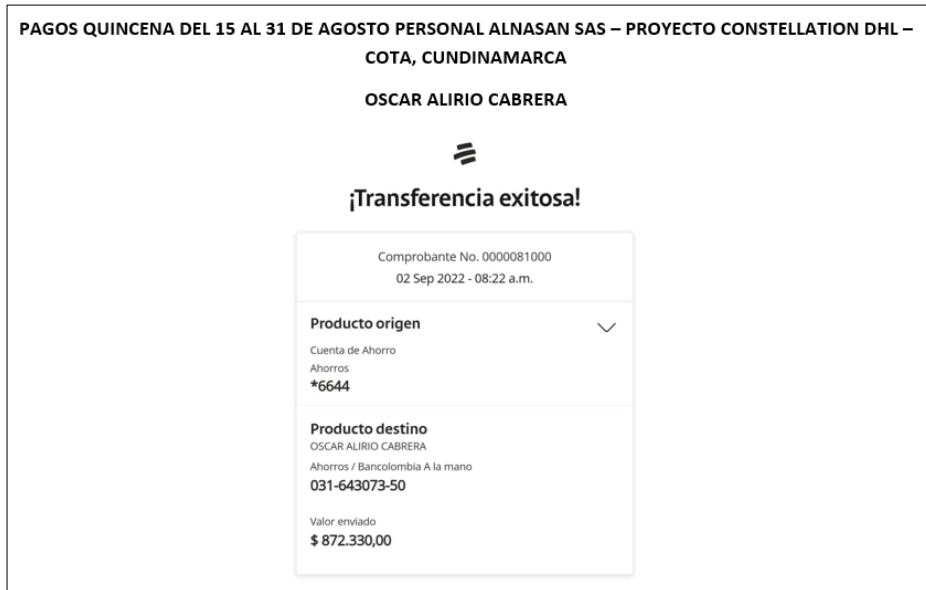 PAGOS QUINCENA DEL 15 AL 31 DE AGOSTO PERSONAL ALNASAN SAS – PROYECTO CONSTELLATION DHL –
COTA, CUNDINAMARCA
OSCAR ALIRIO CABRERA
¡Transferencia exitosa!
Comprobante No. 0000081000
02 Sep 2022 - 08:22 a.m.
Producto origen
Cuenta de Ahorro
Ahorros
*6644
Producto destino
OSCAR ALIRIO CABRERA
Ahorros / Bancolombia A la mano
031-643073-50
Valor enviado
$ 872.330,00